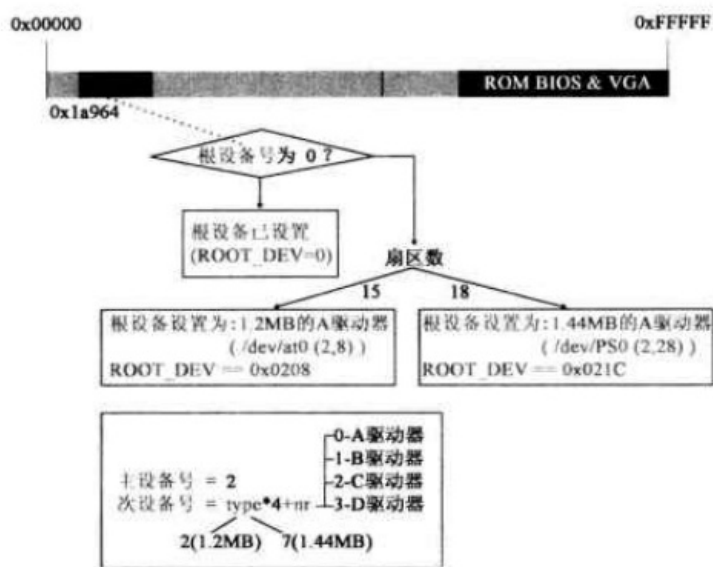 0x00000
0xFFFFF
ROM BIOS & VGA
0x1a964
根设备号为 0？
根设备已设置
(ROOT_DEV=0)
扇区数
15
18
根设备设置为:1.2MB的A驱动器
( /dev/at0 (2,8) )
ROOT_DEV == 0x0208
根设备设置为:1.44MB的A驱动器
( /dev/PS0 (2,28) )
ROOT_DEV == 0x021C
0-A驱动器
1-B驱动器
2-C驱动器
3-D驱动器
主设备号 = 2
次设备号 = type*4+nr
2(1.2MB)
7(1.44MB)